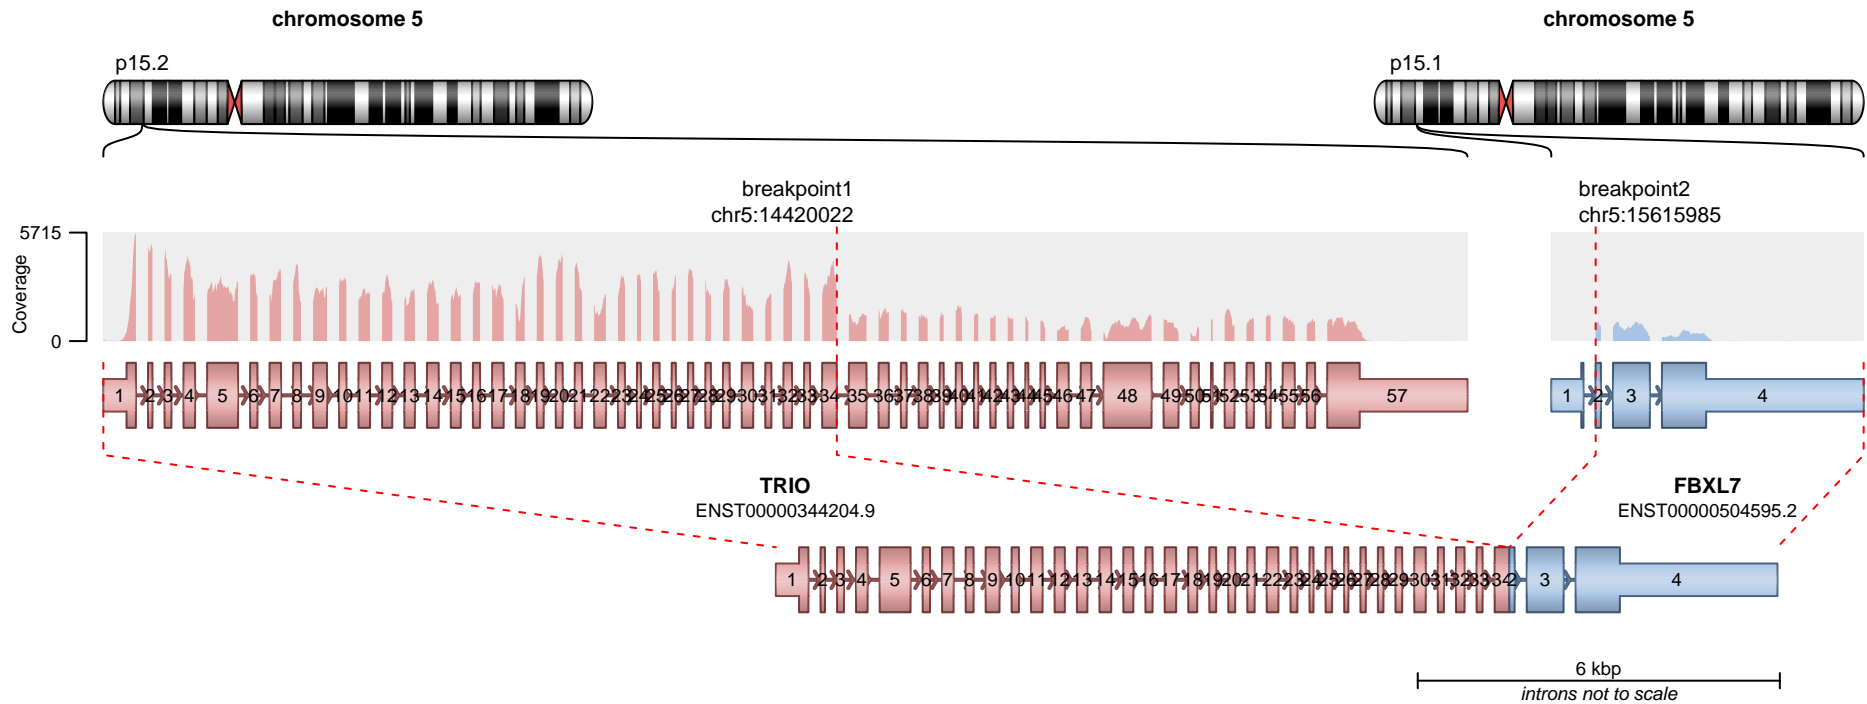 chromosome 5
chromosome 5
p15.2
p15.1
breakpoint1
chr5:14420022
breakpoint2
chr5:15615985
5715
Coverage
0
1 2 3 4 5 6 7 8 9 10 11 12 13 14 15 16 17 18 19 20 21 22 23 24 25 26 27 28 29 30 31 32 33 34 35 36 37 38 39 40 41 42 43 44 45 46 47 48 49 50 51 52 53 54 55 56 57
1 2 3 4
TRIO
ENST00000344204.9
FBXL7
ENST00000504595.2
1 2 3 4 5 6 7 8 9 10 11 12 13 14 15 16 17 18 19 20 21 22 23 24 25 26 27 28 29 30 31 32 33 34 2 3 4
6 kbp
introns not to scale